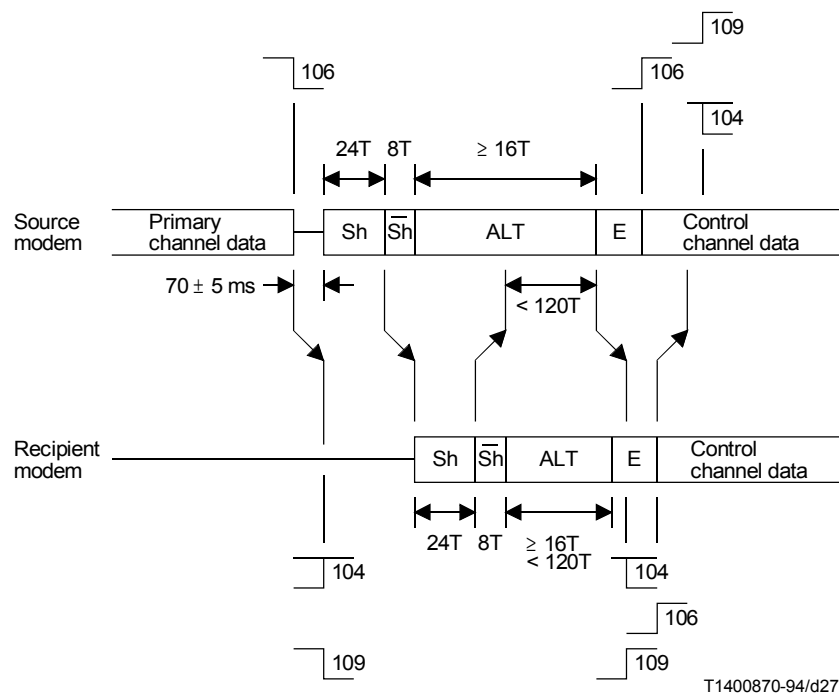 109
106
106
104
24T 8T ≥ 16T
Source modem
Primary channel data
Sh
S̅h̅
ALT
E
Control channel data
70 ± 5 ms
< 120T
Recipient modem
Sh
S̅h̅
ALT
E
Control channel data
24T 8T ≥ 16T
< 120T
104
104
106
109
109
T1400870-94/d27